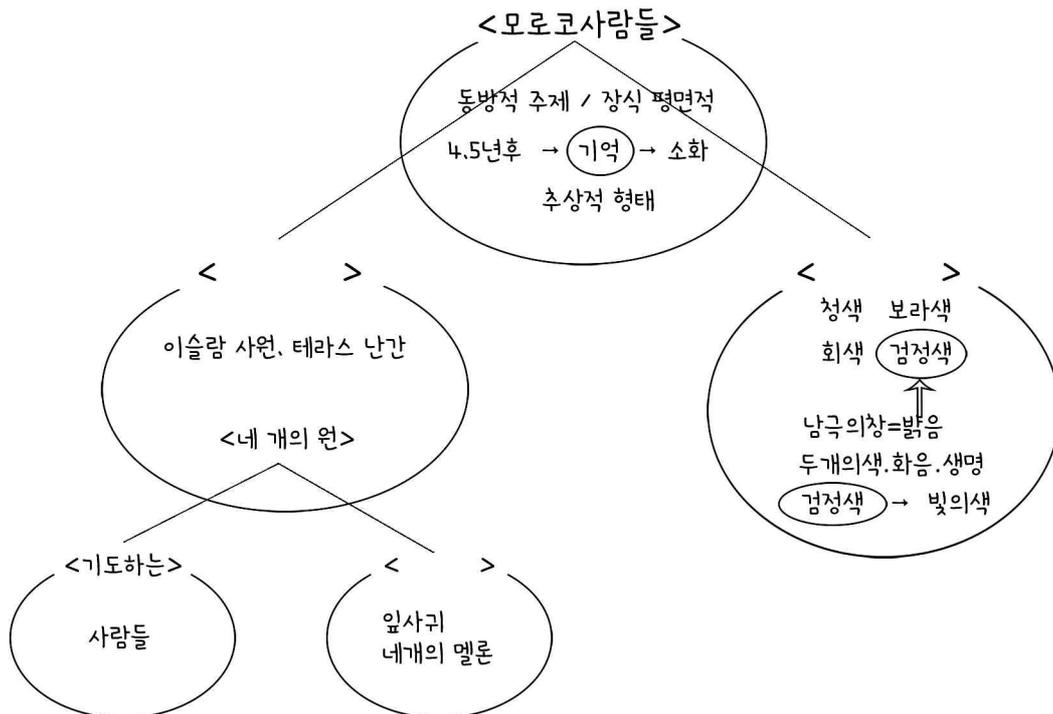 <모로코사람들>
동방적 주제 / 장식 평면적
4.5년후 → 기억 → 소화
추상적 형태
< >
이슬람 사원. 테라스 난간
<네 개의 원>
< >
청색 보라색
회색 검정색
남극의창=밝음
두개의색.화음.생명
검정색 → 빛의색
<기도하는>
사람들
< >
잎사귀
네개의 멜론